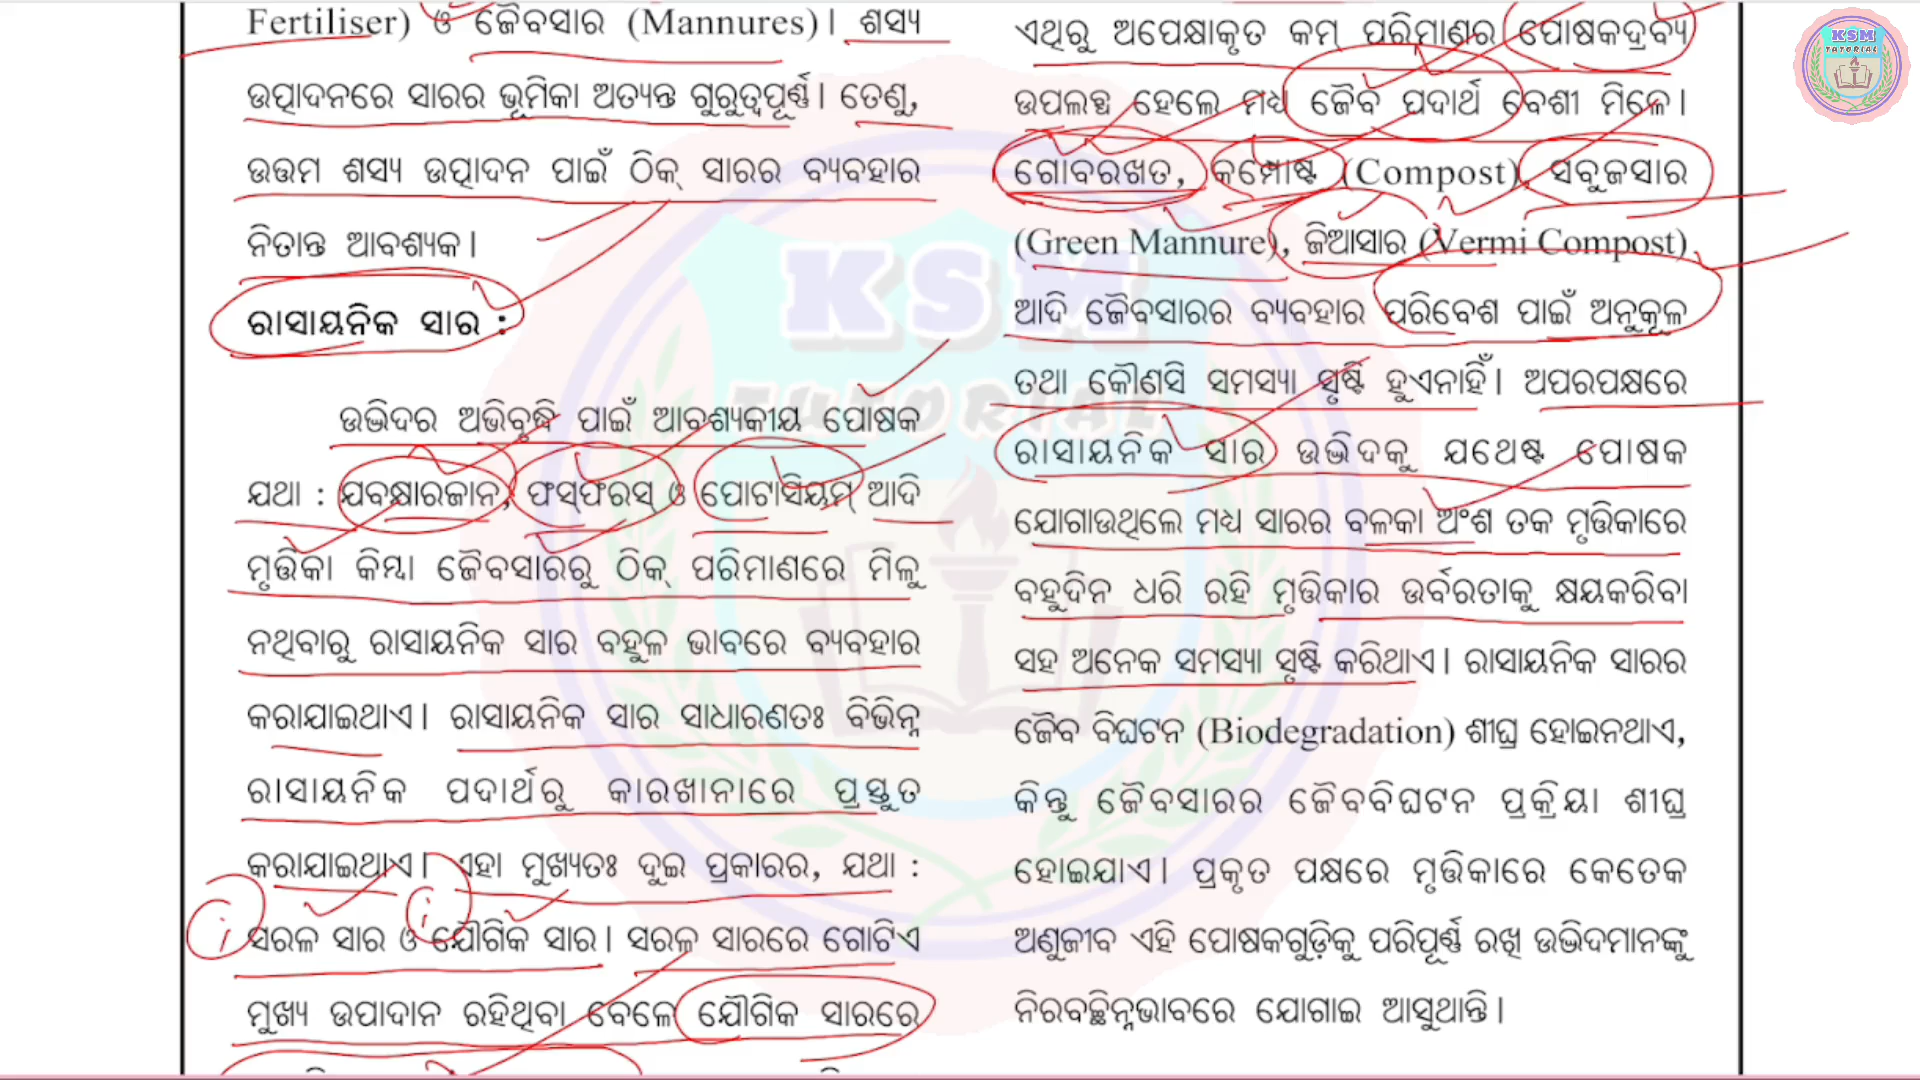 Fertiliser) ଓ ଜୈବସାର (Mannures)। ଶସ୍ୟ
ଉତ୍ପାଦନରେ ସାରର ଭୂମିକା ଅତ୍ୟନ୍ତ ଗୁରୁତ୍ୱପୂର୍ଣ୍ଣ। ତେଣୁ,
ଉତ୍ତମ ଶସ୍ୟ ଉତ୍ପାଦନ ପାଇଁ ଠିକ୍ ସାରର ବ୍ୟବହାର
ନିତାନ୍ତ ଆବଶ୍ୟକ।
ରାସାୟନିକ ସାର :
ଉଦ୍ଭିଦର ଅଭିବୃଦ୍ଧି ପାଇଁ ଆବଶ୍ୟକୀୟ ପୋଷକ
ଯଥା : ଯବକ୍ଷାରଜାନ, ଫସ୍‌ଫରସ୍ ଓ ପୋଟାସିୟମ୍ ଆଦି
ମୃତ୍ତିକା କିମ୍ବା ଜୈବସାରରୁ ଠିକ୍ ପରିମାଣରେ ମିଳୁ
ନଥିବାରୁ ରାସାୟନିକ ସାର ବହୁଳ ଭାବରେ ବ୍ୟବହାର
କରାଯାଇଥାଏ। ରାସାୟନିକ ସାର ସାଧାରଣତଃ ବିଭିନ୍ନ
ରାସାୟନିକ ପଦାର୍ଥରୁ କାରଖାନାରେ ପ୍ରସ୍ତୁତ
କରାଯାଇଥାଏ। ଏହା ମୁଖ୍ୟତଃ ଦୁଇ ପ୍ରକାରର, ଯଥା :
ସରଳ ସାର ଓ ଯୌଗିକ ସାର। ସରଳ ସାରରେ ଗୋଟିଏ
ମୁଖ୍ୟ ଉପାଦାନ ରହିଥିବା ବେଳେ ଯୌଗିକ ସାରରେ
ଏଥିରୁ ଅପେକ୍ଷାକୃତ କମ୍ ପରିମାଣର ପୋଷକଦ୍ରବ୍ୟ
ଉପଲବ୍ଧ ହେଲେ ମଧ୍ୟ ଜୈବ ପଦାର୍ଥ ବେଶୀ ମିଳେ।
ଗୋବରଖତ, କମ୍ପୋଷ୍ଟ (Compost), ସବୁଜସାର
(Green Mannure), ଜିଆସାର (Vermi Compost)
ଆଦି ଜୈବସାରର ବ୍ୟବହାର ପରିବେଶ ପାଇଁ ଅନୁକୂଳ
ତଥା କୌଣସି ସମସ୍ୟା ସୃଷ୍ଟି ହୁଏନାହିଁ। ଅପରପକ୍ଷରେ
ରାସାୟନିକ ସାର ଉଦ୍ଭିଦକୁ ଯଥେଷ୍ଟ ପୋଷକ
ଯୋଗାଉଥିଲେ ମଧ୍ୟ ସାରର ବଳକା ଅଂଶ ତକ ମୃତ୍ତିକାରେ
ବହୁଦିନ ଧରି ରହି ମୃତ୍ତିକାର ଉର୍ବରତାକୁ କ୍ଷୟକରିବା
ସହ ଅନେକ ସମସ୍ୟା ସୃଷ୍ଟି କରିଥାଏ। ରାସାୟନିକ ସାରର
ଜୈବ ବିଘଟନ (Biodegradation) ଶୀଘ୍ର ହୋଇନଥାଏ,
କିନ୍ତୁ ଜୈବସାରର ଜୈବବିଘଟନ ପ୍ରକ୍ରିୟା ଶୀଘ୍ର
ହୋଇଯାଏ। ପ୍ରକୃତ ପକ୍ଷରେ ମୃତ୍ତିକାରେ କେତେକ
ଅଣୁଜୀବ ଏହି ପୋଷକଗୁଡ଼ିକୁ ପରିପୂର୍ଣ୍ଣ ରଖି ଉଦ୍ଭିଦମାନଙ୍କୁ
ନିରବଚ୍ଛିନ୍ନଭାବରେ ଯୋଗାଇ ଆସୁଥାନ୍ତି।
KSM
TUTORIAL
KSM
TATORIAL